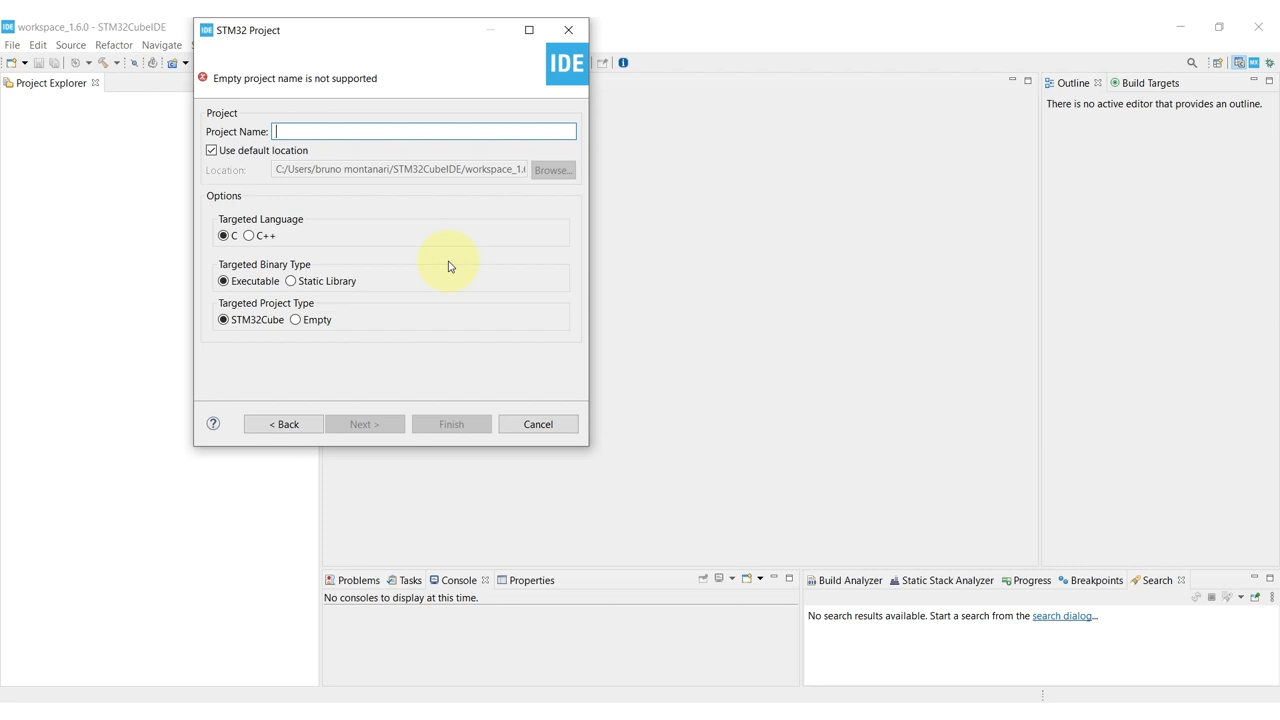 IDE workspace_1.6.0 - STM32CubeIDE
File Edit Source Refactor Navigate
Project Explorer
IDE STM32 Project
Empty project name is not supported
IDE
Project
Project Name:
Use default location
Location: C:/Users/bruno montanari/STM32CubeIDE/workspace_1.6 Browse...
Options
Targeted Language
C C++
Targeted Binary Type
Executable Static Library
Targeted Project Type
STM32Cube Empty
? < Back Next > Finish Cancel
MX
Outline Build Targets
There is no active editor that provides an outline.
Problems Tasks Console Properties
No consoles to display at this time.
Build Analyzer Static Stack Analyzer Progress Breakpoints Search
No search results available. Start a search from the search dialog...